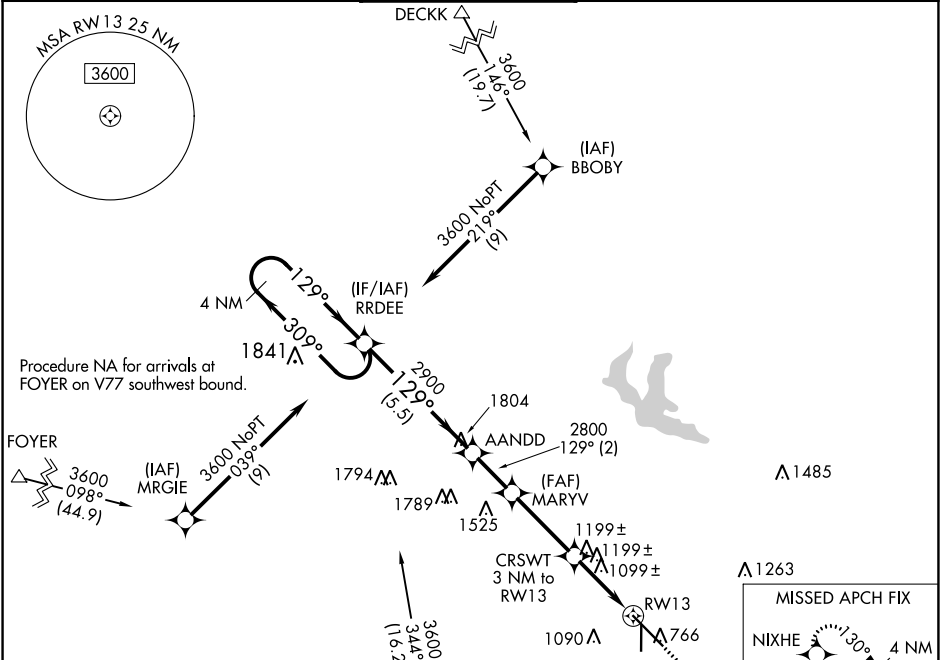 MSA RW13 25 NM
3600
DECKK
3600
146°
(19.7)
(IAF)
BBOBY
3600 NoPT
219°
(9)
129°
4 NM
309°
(IF/IAF)
RRDEE
1841
Procedure NA for arrivals at
FOYER on V77 southwest bound.
2900
129°
(5.5)
1804
AANDD
2800
129° (2)
FOYER
3600
098°
(44.9)
(IAF)
MRGIE
3600 NoPT
039°
(9)
1794
1789
1525
(FAF)
MARYV
1485
1199±
1199±
1099±
CRSWT
3 NM to
RW13
1263
RW13
1090
766
3600
344°
(16.2
MISSED APCH FIX
NIXHE
130°
4 NM